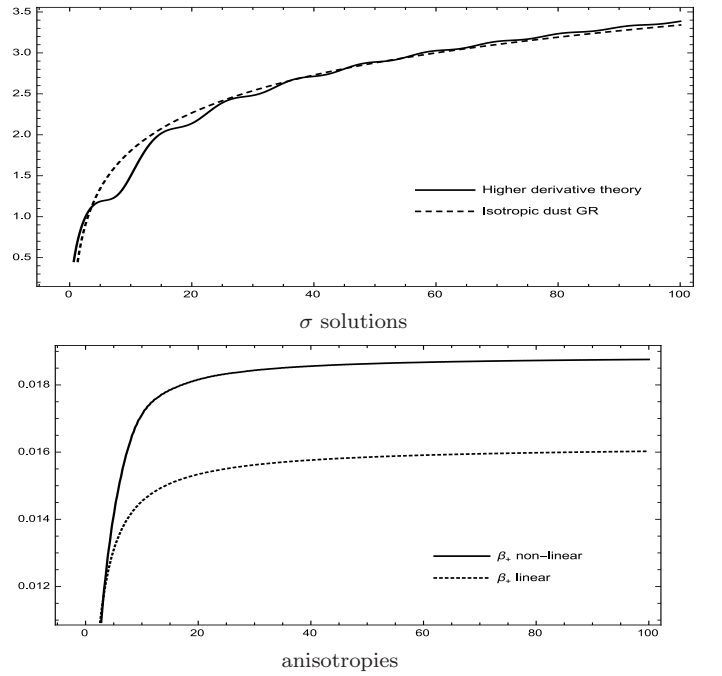 3.5
3.0
2.5
2.0
1.5
1.0
0.5
Higher derivative theory
Isotropic dust GR
0 20 40 60 80 100
σ solutions
0.018
0.016
0.014
0.012
β₊ non–linear
β₊ linear
0 20 40 60 80 100
anisotropies